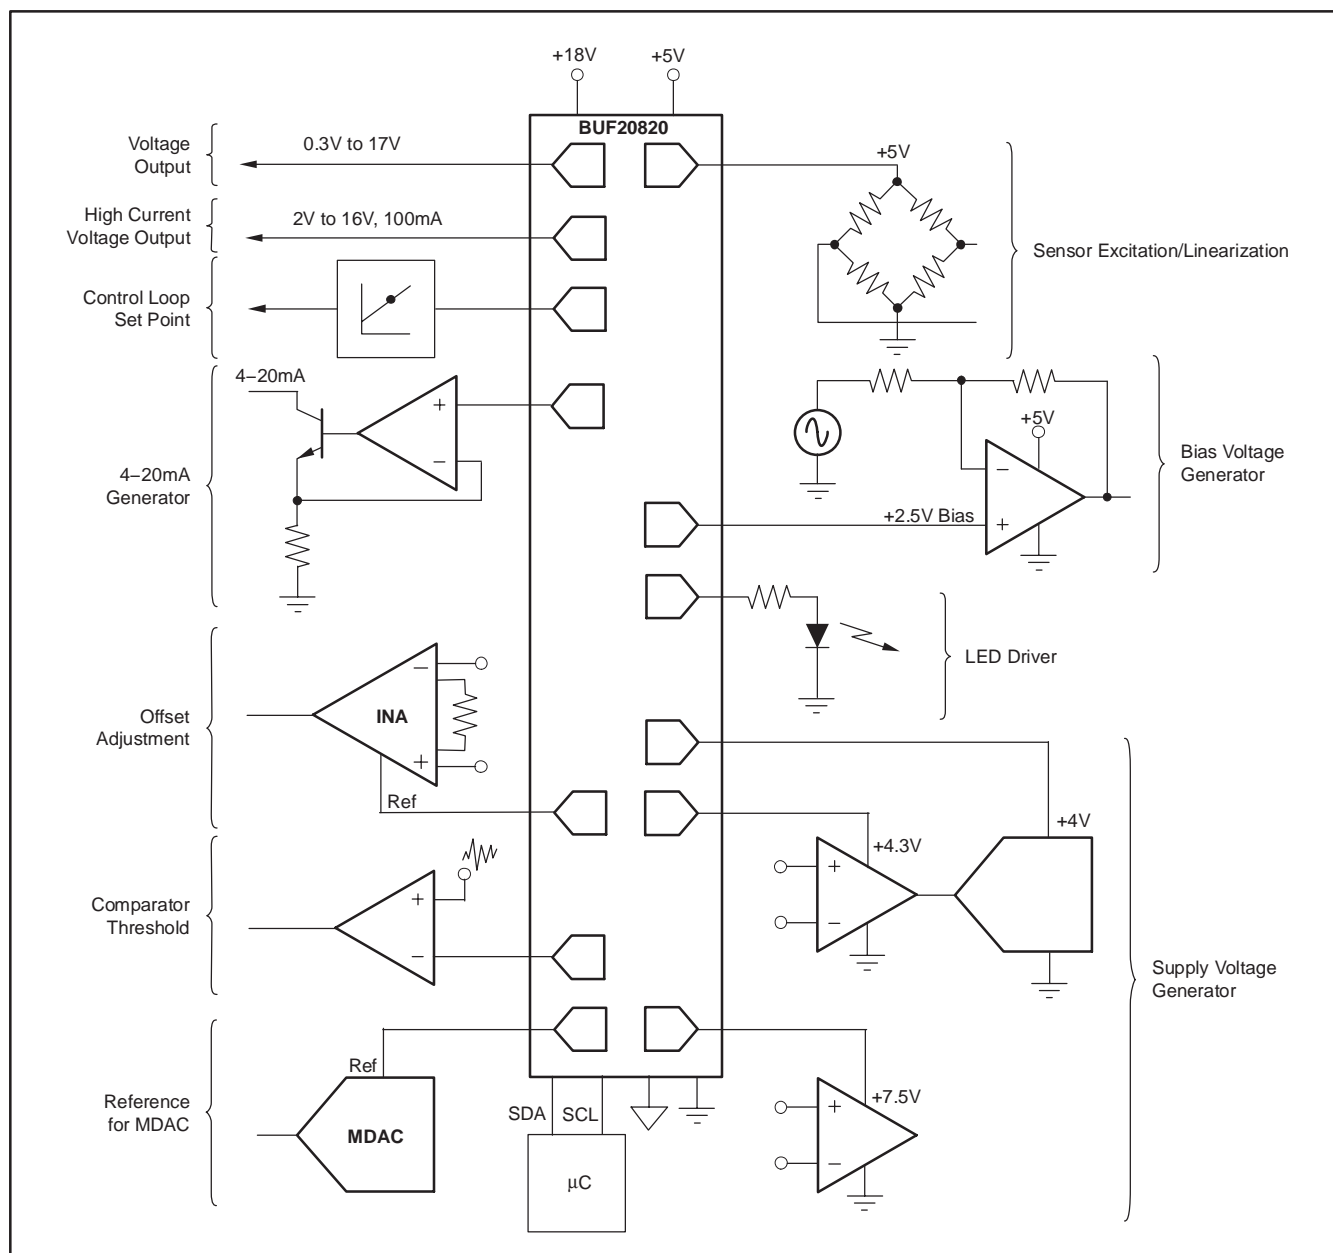 +18V
+5V
BUF20820
Voltage
Output
0.3V to 17V
+5V
High Current
Voltage Output
2V to 16V, 100mA
Sensor Excitation/Linearization
Control Loop
Set Point
4–20mA
+
−
4–20mA
Generator
+5V
−
+
+2.5V Bias
Bias Voltage
Generator
LED Driver
Offset
Adjustment
−
INA
+
Ref
+4V
+4.3V
+
−
Comparator
Threshold
+
−
Supply Voltage
Generator
Reference
for MDAC
Ref
MDAC
SDA
SCL
μC
+7.5V
+
−